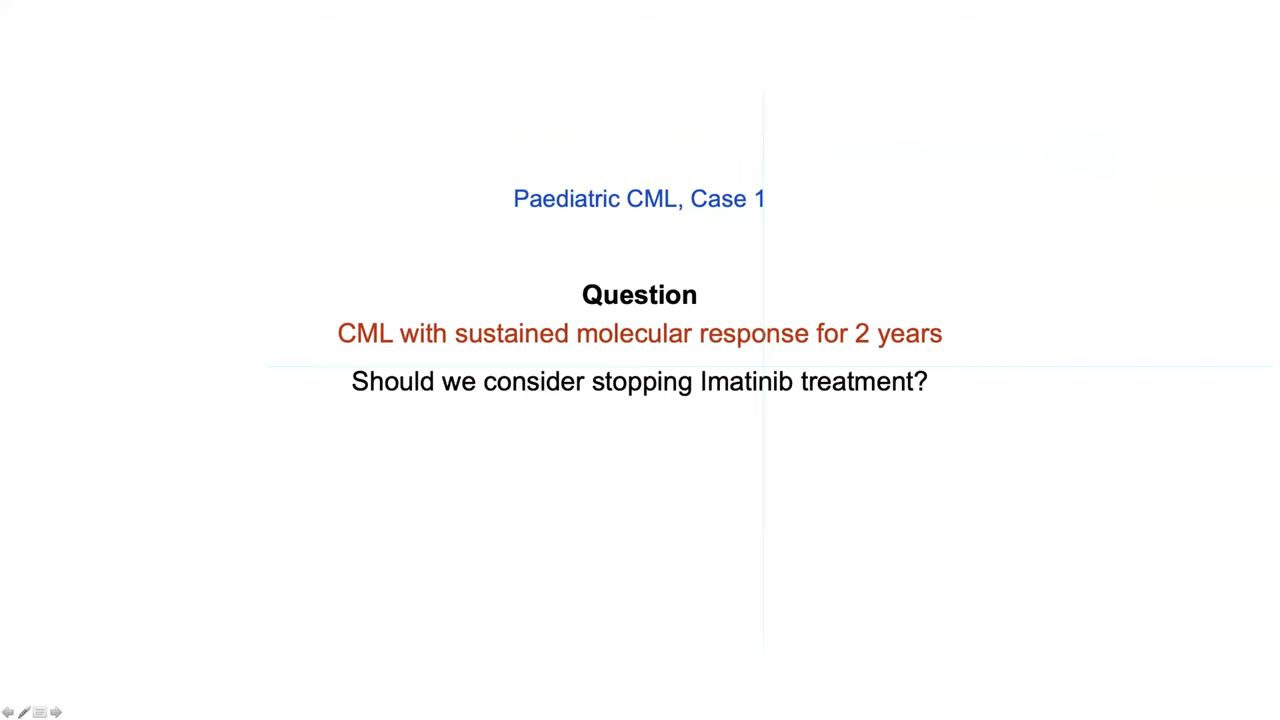 Paediatric CML, Case 1
Question
CML with sustained molecular response for 2 years
Should we consider stopping Imatinib treatment?